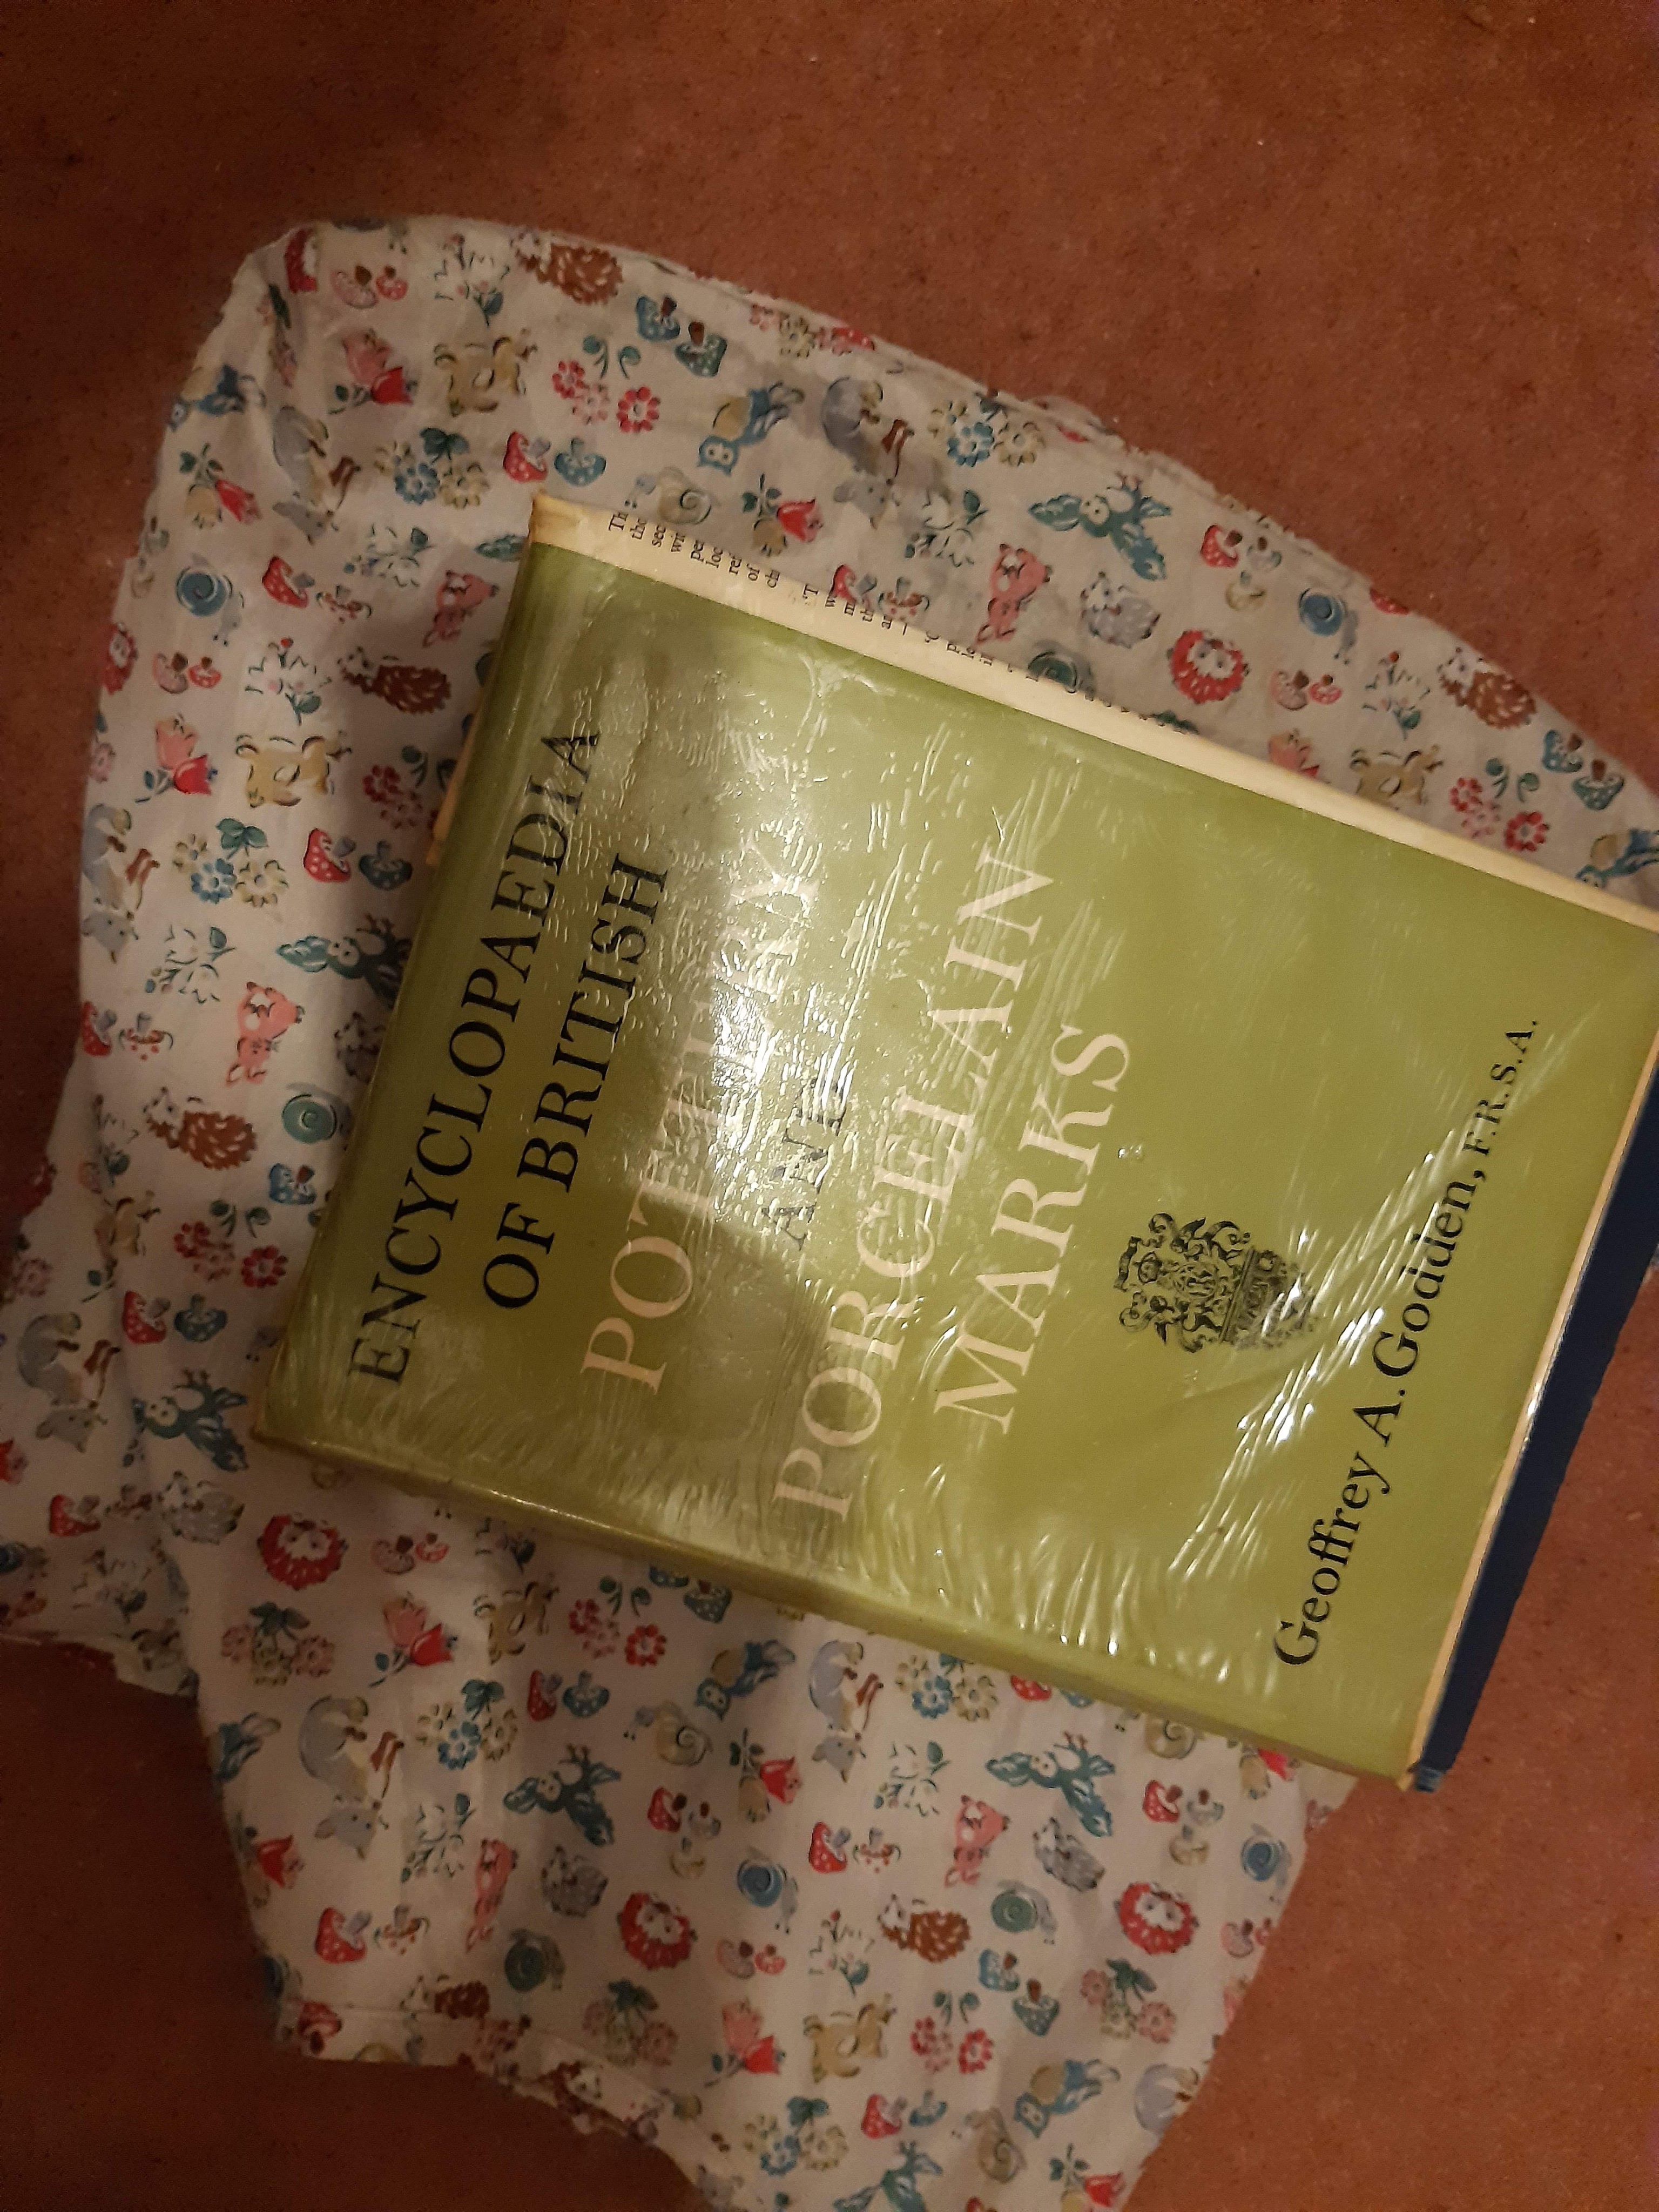 ENCYCLOPAEDIA
OF BRITISH
POTTERY
AND
PORCELAIN
MARKS
Geoffrey A. Godden, F.R.S.A.